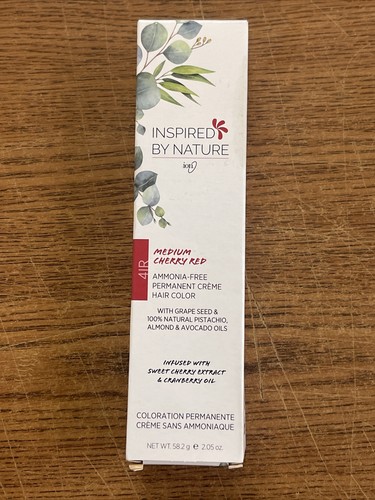 INSPIRED
BY NATURE
ion
4IR
MEDIUM
CHERRY RED
AMMONIA-FREE
PERMANENT CRÈME
HAIR COLOR
WITH GRAPE SEED &
100% NATURAL PISTACHIO,
ALMOND & AVOCADO OILS
INFUSED WITH
SWEET CHERRY EXTRACT
& CRANBERRY OIL
COLORATION PERMANENTE
CRÈME SANS AMMONIAQUE
NET WT. 58.2 g e 2.05 oz.